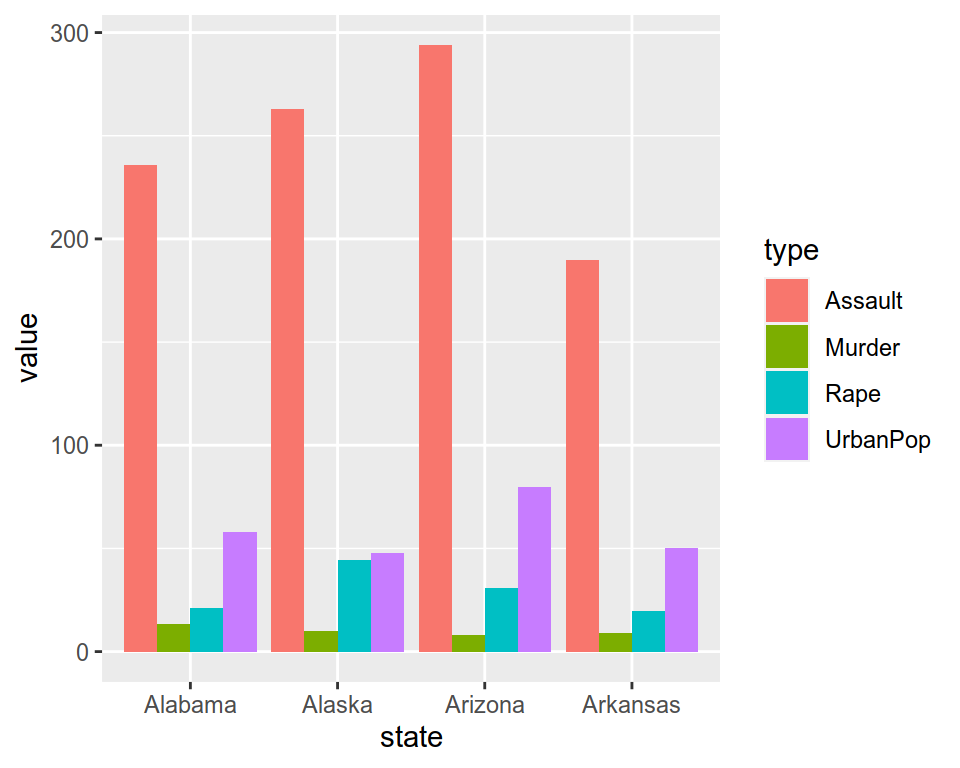 300
200
100
0
value
Alabama Alaska Arizona Arkansas
state
type
Assault
Murder
Rape
UrbanPop